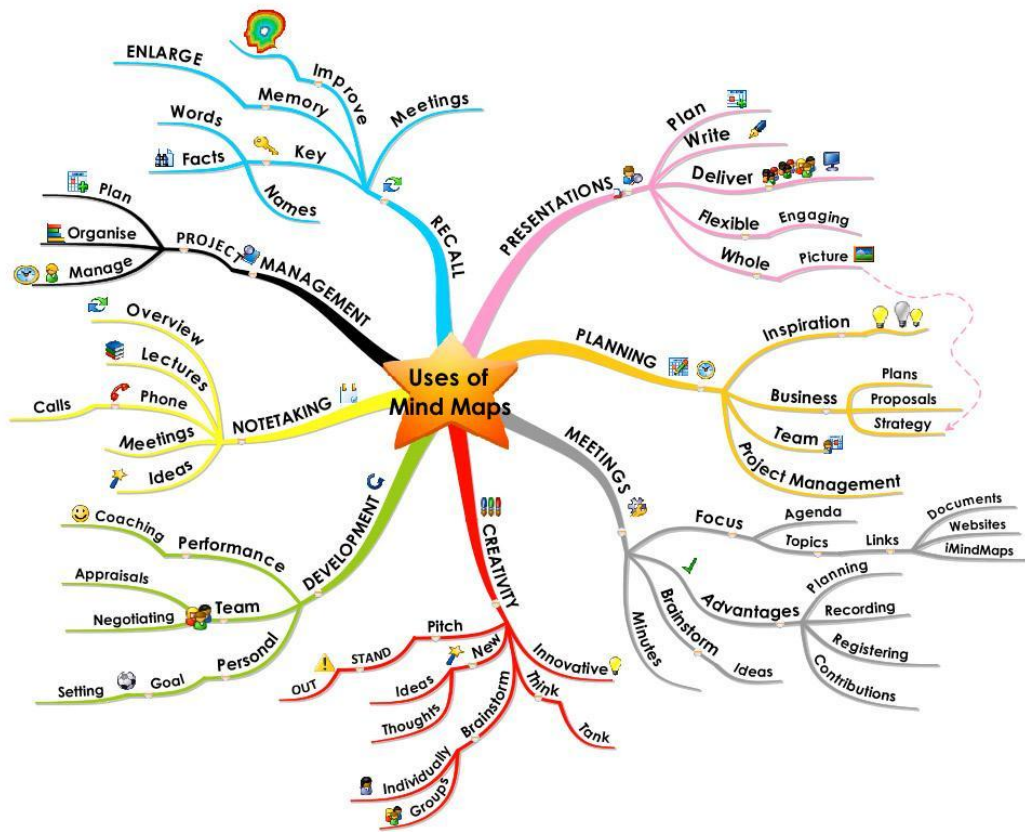 Uses of
Mind Maps
PRESENTATIONS
Plan
Write
Deliver
Flexible
Engaging
Whole
Picture
PLANNING
Inspiration
Business
Plans
Proposals
Strategy
Team
Project Management
MEETINGS
Focus
Agenda
Topics
Links
Documents
Websites
iMindMaps
Advantages
Planning
Recording
Registering
Contributions
Brainstorm
Ideas
Minutes
CREATIVITY
Innovative
Think
Tank
Brainstorm
Individually
Groups
New
Ideas
Thoughts
Pitch
STAND
OUT
DEVELOPMENT
Performance
Coaching
Team
Appraisals
Negotiating
Personal
Goal
Setting
NOTETAKING
Overview
Lectures
Phone
Calls
Meetings
Ideas
PROJECT MANAGEMENT
Plan
Organise
Manage
RECALL
Improve
Memory
ENLARGE
Key
Words
Facts
Names
Meetings